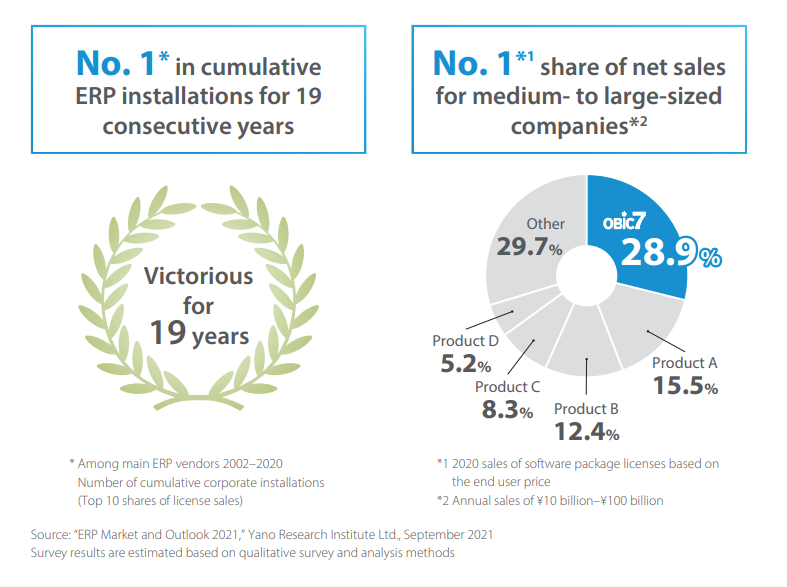 No. 1* in cumulative
ERP installations for 19
consecutive years
No. 1*1 share of net sales
for medium- to large-sized
companies*2
Victorious
for
19 years
Other
29.7%
OBIC7
28.9%
Product D
5.2%
Product C
8.3%
Product B
12.4%
Product A
15.5%
* Among main ERP vendors 2002–2020
Number of cumulative corporate installations
(Top 10 shares of license sales)
*1 2020 sales of software package licenses based on
the end user price
*2 Annual sales of ¥10 billion–¥100 billion
Source: “ERP Market and Outlook 2021,” Yano Research Institute Ltd., September 2021
Survey results are estimated based on qualitative survey and analysis methods